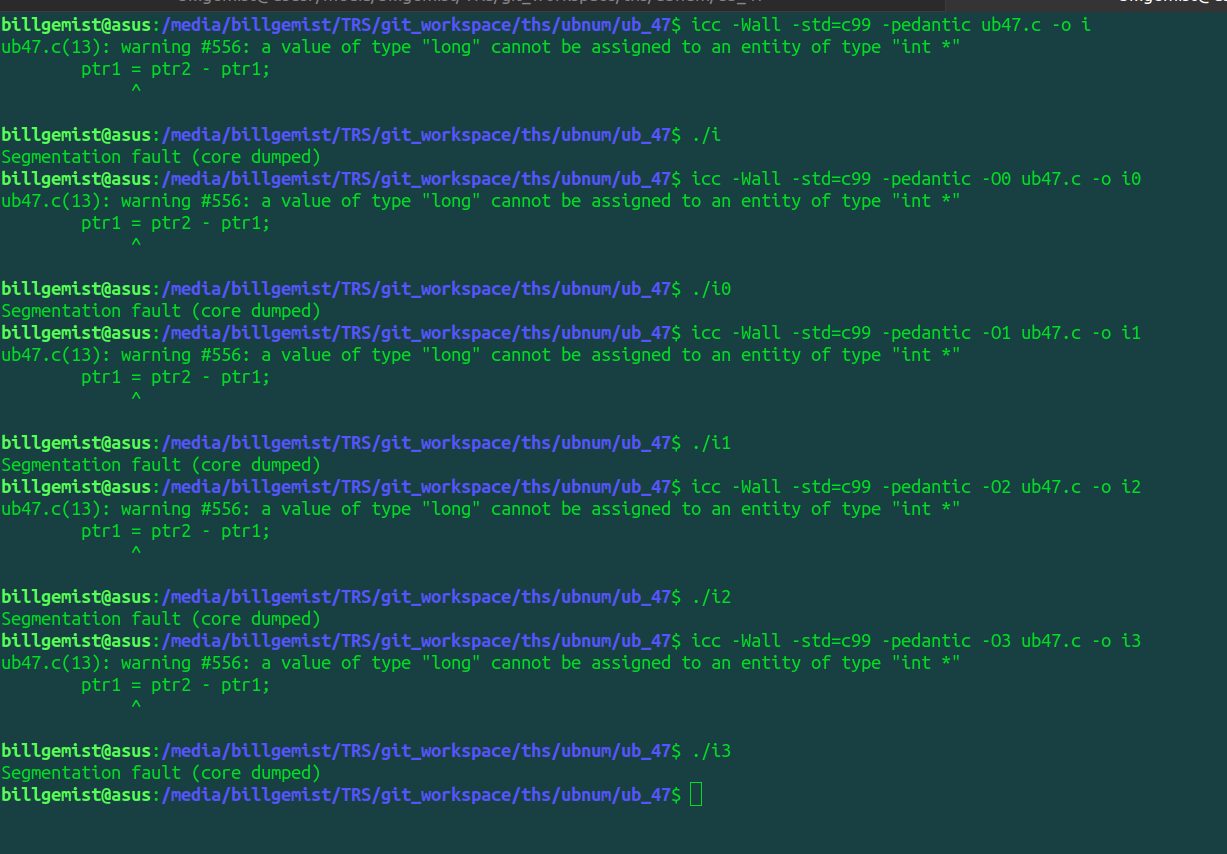 billgemist@asus:/media/billgemist/TRS/git_workspace/ths/ubnum/ub_47$ icc -Wall -std=c99 -pedantic ub47.c -o i
ub47.c(13): warning #556: a value of type "long" cannot be assigned to an entity of type "int *"
        ptr1 = ptr2 - ptr1;
             ^

billgemist@asus:/media/billgemist/TRS/git_workspace/ths/ubnum/ub_47$ ./i
Segmentation fault (core dumped)
billgemist@asus:/media/billgemist/TRS/git_workspace/ths/ubnum/ub_47$ icc -Wall -std=c99 -pedantic -O0 ub47.c -o i0
ub47.c(13): warning #556: a value of type "long" cannot be assigned to an entity of type "int *"
        ptr1 = ptr2 - ptr1;
             ^

billgemist@asus:/media/billgemist/TRS/git_workspace/ths/ubnum/ub_47$ ./i0
Segmentation fault (core dumped)
billgemist@asus:/media/billgemist/TRS/git_workspace/ths/ubnum/ub_47$ icc -Wall -std=c99 -pedantic -O1 ub47.c -o i1
ub47.c(13): warning #556: a value of type "long" cannot be assigned to an entity of type "int *"
        ptr1 = ptr2 - ptr1;
             ^

billgemist@asus:/media/billgemist/TRS/git_workspace/ths/ubnum/ub_47$ ./i1
Segmentation fault (core dumped)
billgemist@asus:/media/billgemist/TRS/git_workspace/ths/ubnum/ub_47$ icc -Wall -std=c99 -pedantic -O2 ub47.c -o i2
ub47.c(13): warning #556: a value of type "long" cannot be assigned to an entity of type "int *"
        ptr1 = ptr2 - ptr1;
             ^

billgemist@asus:/media/billgemist/TRS/git_workspace/ths/ubnum/ub_47$ ./i2
Segmentation fault (core dumped)
billgemist@asus:/media/billgemist/TRS/git_workspace/ths/ubnum/ub_47$ icc -Wall -std=c99 -pedantic -O3 ub47.c -o i3
ub47.c(13): warning #556: a value of type "long" cannot be assigned to an entity of type "int *"
        ptr1 = ptr2 - ptr1;
             ^

billgemist@asus:/media/billgemist/TRS/git_workspace/ths/ubnum/ub_47$ ./i3
Segmentation fault (core dumped)
billgemist@asus:/media/billgemist/TRS/git_workspace/ths/ubnum/ub_47$